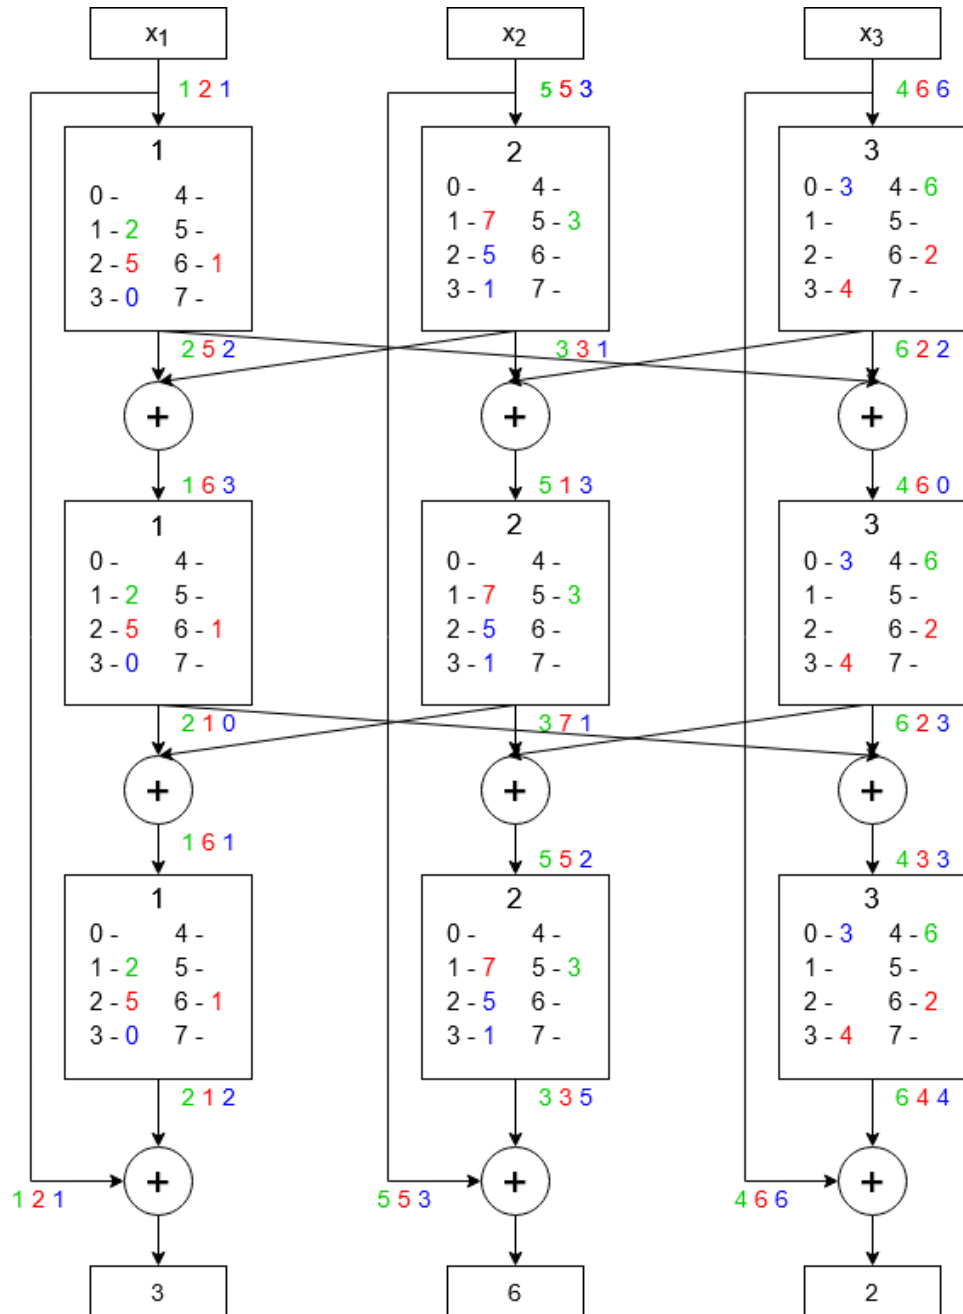 x1 x2 x3
1 2 1 5 5 3 4 6 6
1 2 3
0 - 4 - 0 - 4 - 0 - 3 4 - 6
1 - 2 5 - 1 - 7 5 - 3 1 - 5 -
2 - 5 6 - 1 2 - 5 6 - 2 - 6 - 2
3 - 0 7 - 3 - 1 7 - 3 - 4 7 -
2 5 2 3 3 1 6 2 2
+ + +
1 6 3 5 1 3 4 6 0
1 2 3
0 - 4 - 0 - 4 - 0 - 3 4 - 6
1 - 2 5 - 1 - 7 5 - 3 1 - 5 -
2 - 5 6 - 1 2 - 5 6 - 2 - 6 - 2
3 - 0 7 - 3 - 1 7 - 3 - 4 7 -
2 1 0 3 7 1 6 2 3
+ + +
1 6 1 5 5 2 4 3 3
1 2 3
0 - 4 - 0 - 4 - 0 - 3 4 - 6
1 - 2 5 - 1 - 7 5 - 3 1 - 5 -
2 - 5 6 - 1 2 - 5 6 - 2 - 6 - 2
3 - 0 7 - 3 - 1 7 - 3 - 4 7 -
2 1 2 3 3 5 6 4 4
+ + +
1 2 1 5 5 3 4 6 6
3 6 2